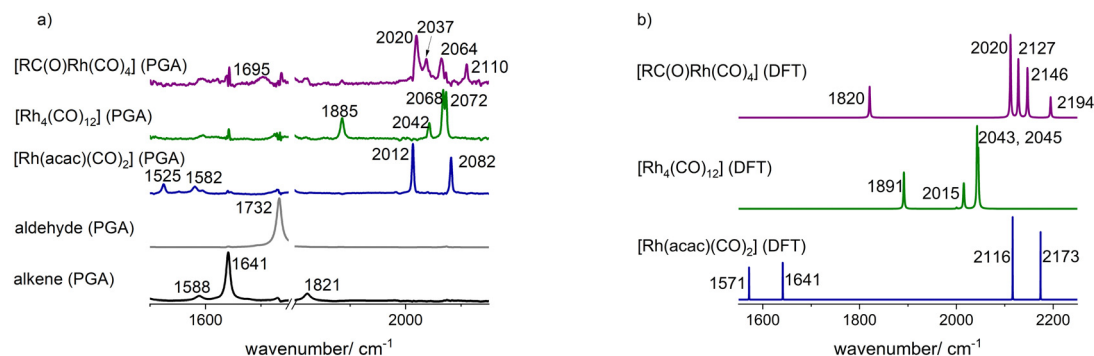 a)
[RC(O)Rh(CO)4] (PGA)
2020
2037
2064
2110
1695
[Rh4(CO)12] (PGA)
1885
2042
2068
2072
[Rh(acac)(CO)2] (PGA)
1525
1582
2012
2082
aldehyde (PGA)
1732
alkene (PGA)
1588
1641
1821
1600
2000
wavenumber/ cm-1
b)
[RC(O)Rh(CO)4] (DFT)
1820
2020
2127
2146
2194
[Rh4(CO)12] (DFT)
1891
2015
2043, 2045
[Rh(acac)(CO)2] (DFT)
1571
1641
2116
2173
1600
1800
2000
2200
wavenumber/ cm-1